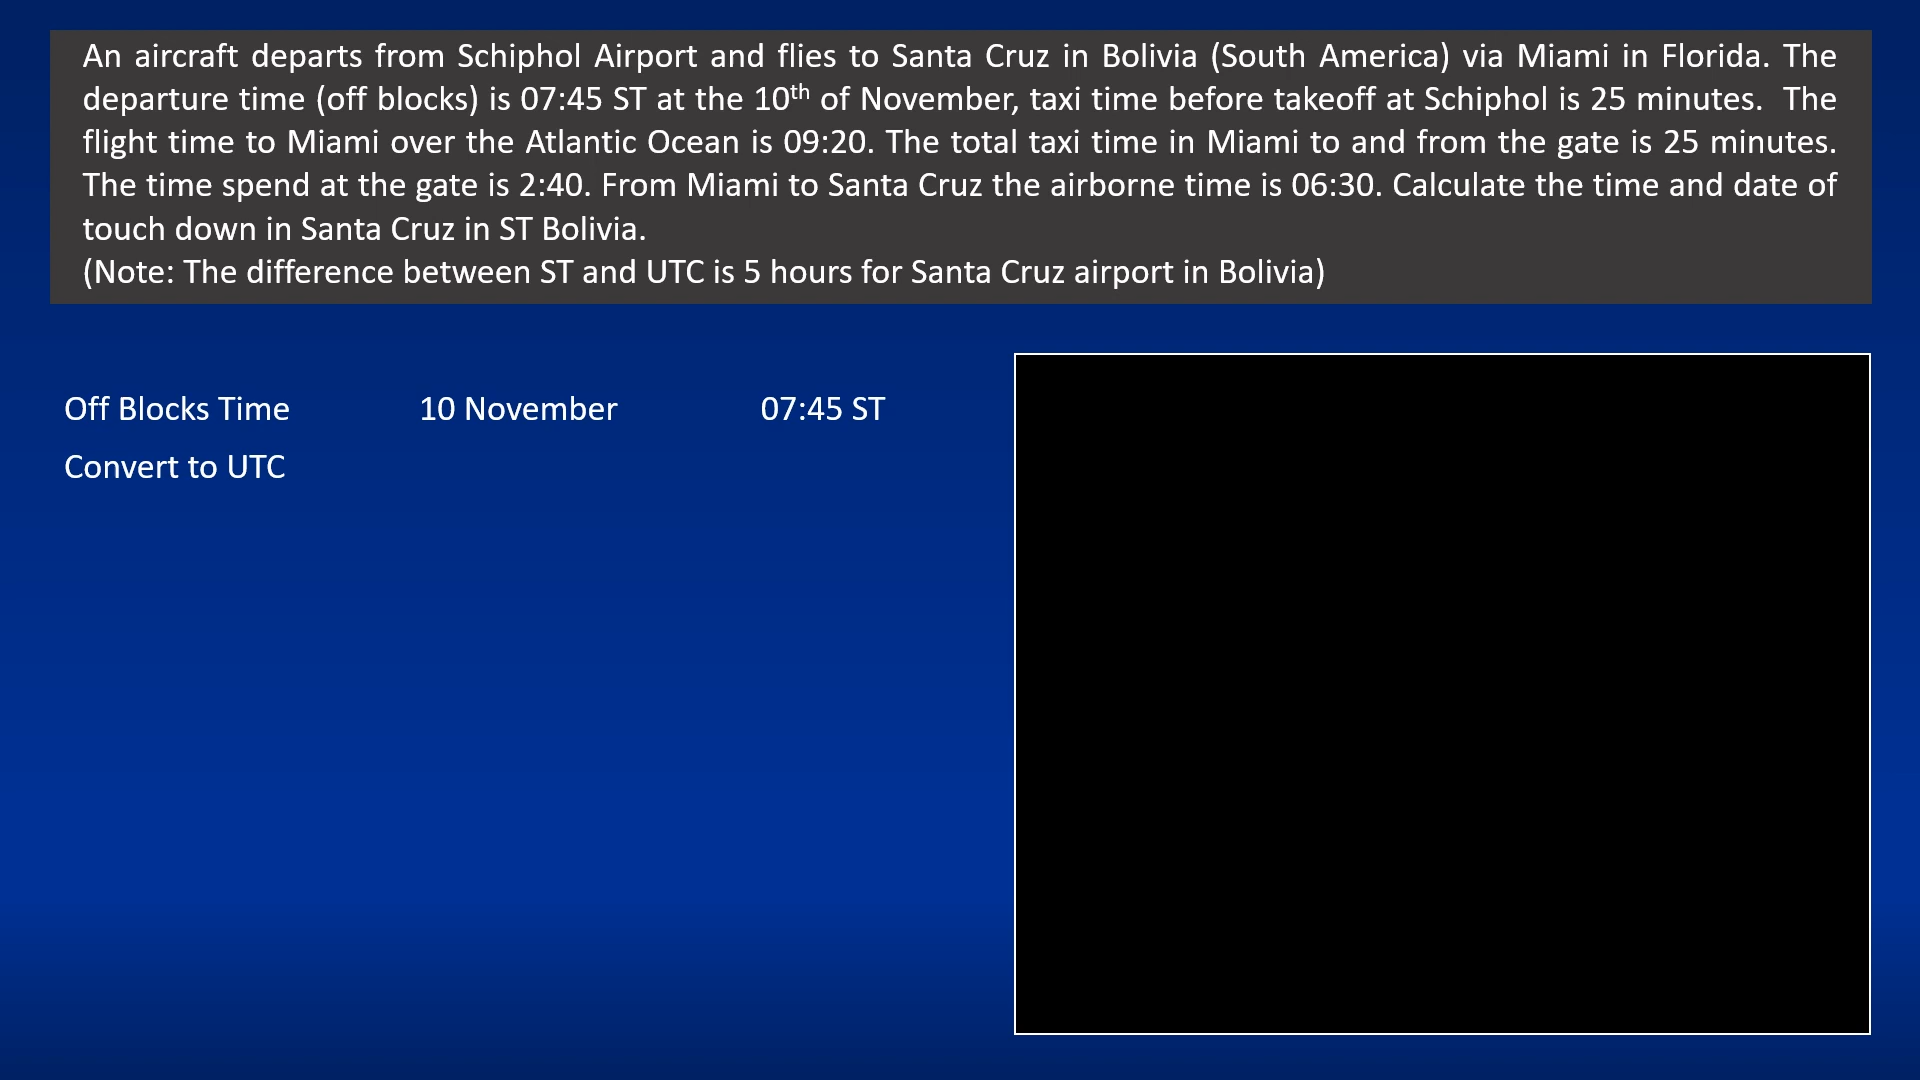 An aircraft departs from Schiphol Airport and flies to Santa Cruz in Bolivia (South America) via Miami in Florida. The
departure time (off blocks) is 07:45 ST at the 10th of November, taxi time before takeoff at Schiphol is 25 minutes. The
flight time to Miami over the Atlantic Ocean is 09:20. The total taxi time in Miami to and from the gate is 25 minutes.
The time spend at the gate is 2:40. From Miami to Santa Cruz the airborne time is 06:30. Calculate the time and date of
touch down in Santa Cruz in ST Bolivia.
(Note: The difference between ST and UTC is 5 hours for Santa Cruz airport in Bolivia)
Off Blocks Time 10 November 07:45 ST
Convert to UTC